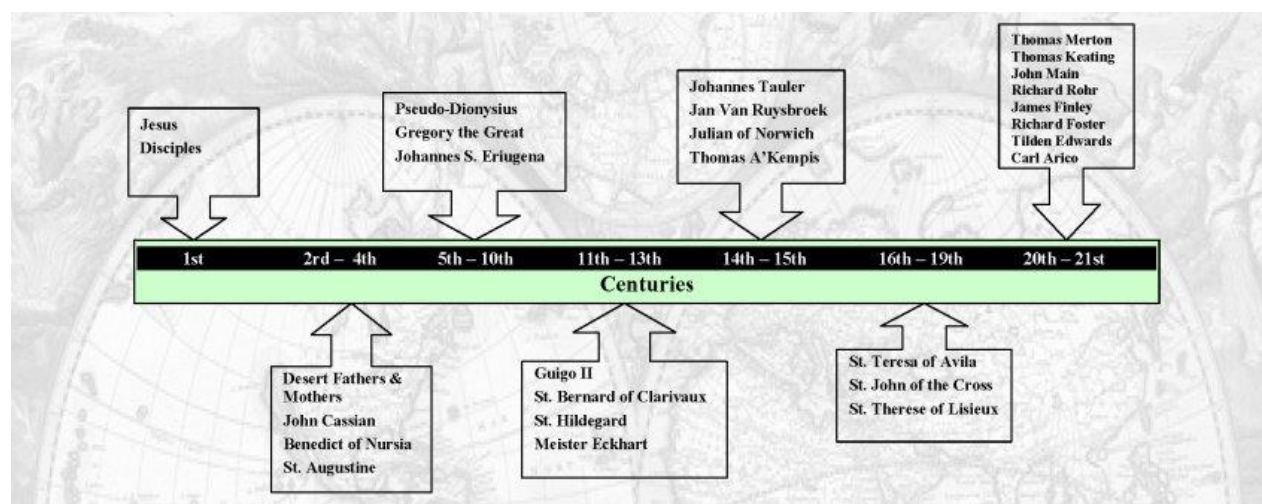 Jesus
Disciples
Pseudo-Dionysius
Gregory the Great
Johannes S. Eriugena
Johannes Tauler
Jan Van Ruysbroek
Julian of Norwich
Thomas A'Kempis
Thomas Merton
Thomas Keating
John Main
Richard Rohr
James Finley
Richard Foster
Tilden Edwards
Carl Arico
1st 2rd – 4th 5th – 10th 11th – 13th 14th – 15th 16th – 19th 20th – 21st
Centuries
Desert Fathers &
Mothers
John Cassian
Benedict of Nursia
St. Augustine
Guigo II
St. Bernard of Clarivaux
St. Hildegard
Meister Eckhart
St. Teresa of Avila
St. John of the Cross
St. Therese of Lisieux